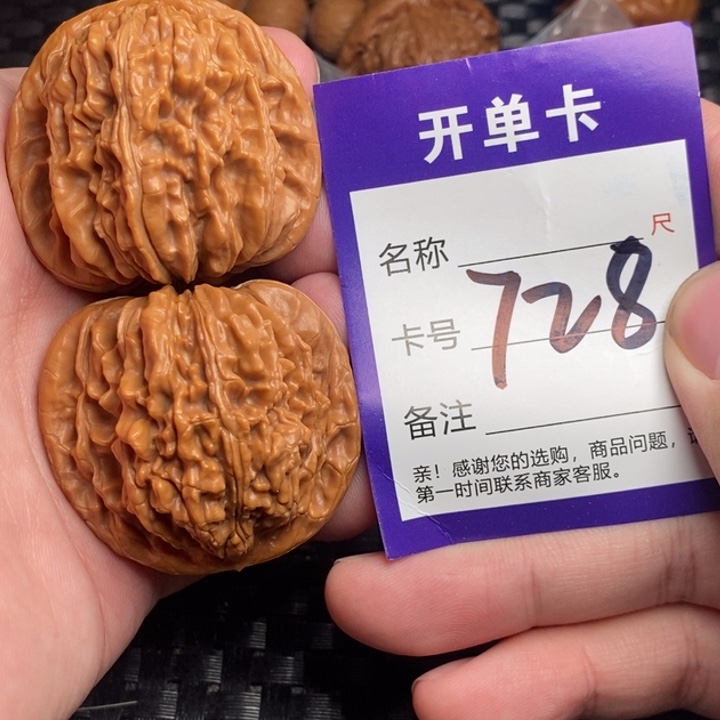 开单卡
名称
尺
卡号 728
备注
亲！感谢您的选购，商品问题，
第一时间联系商家客服。